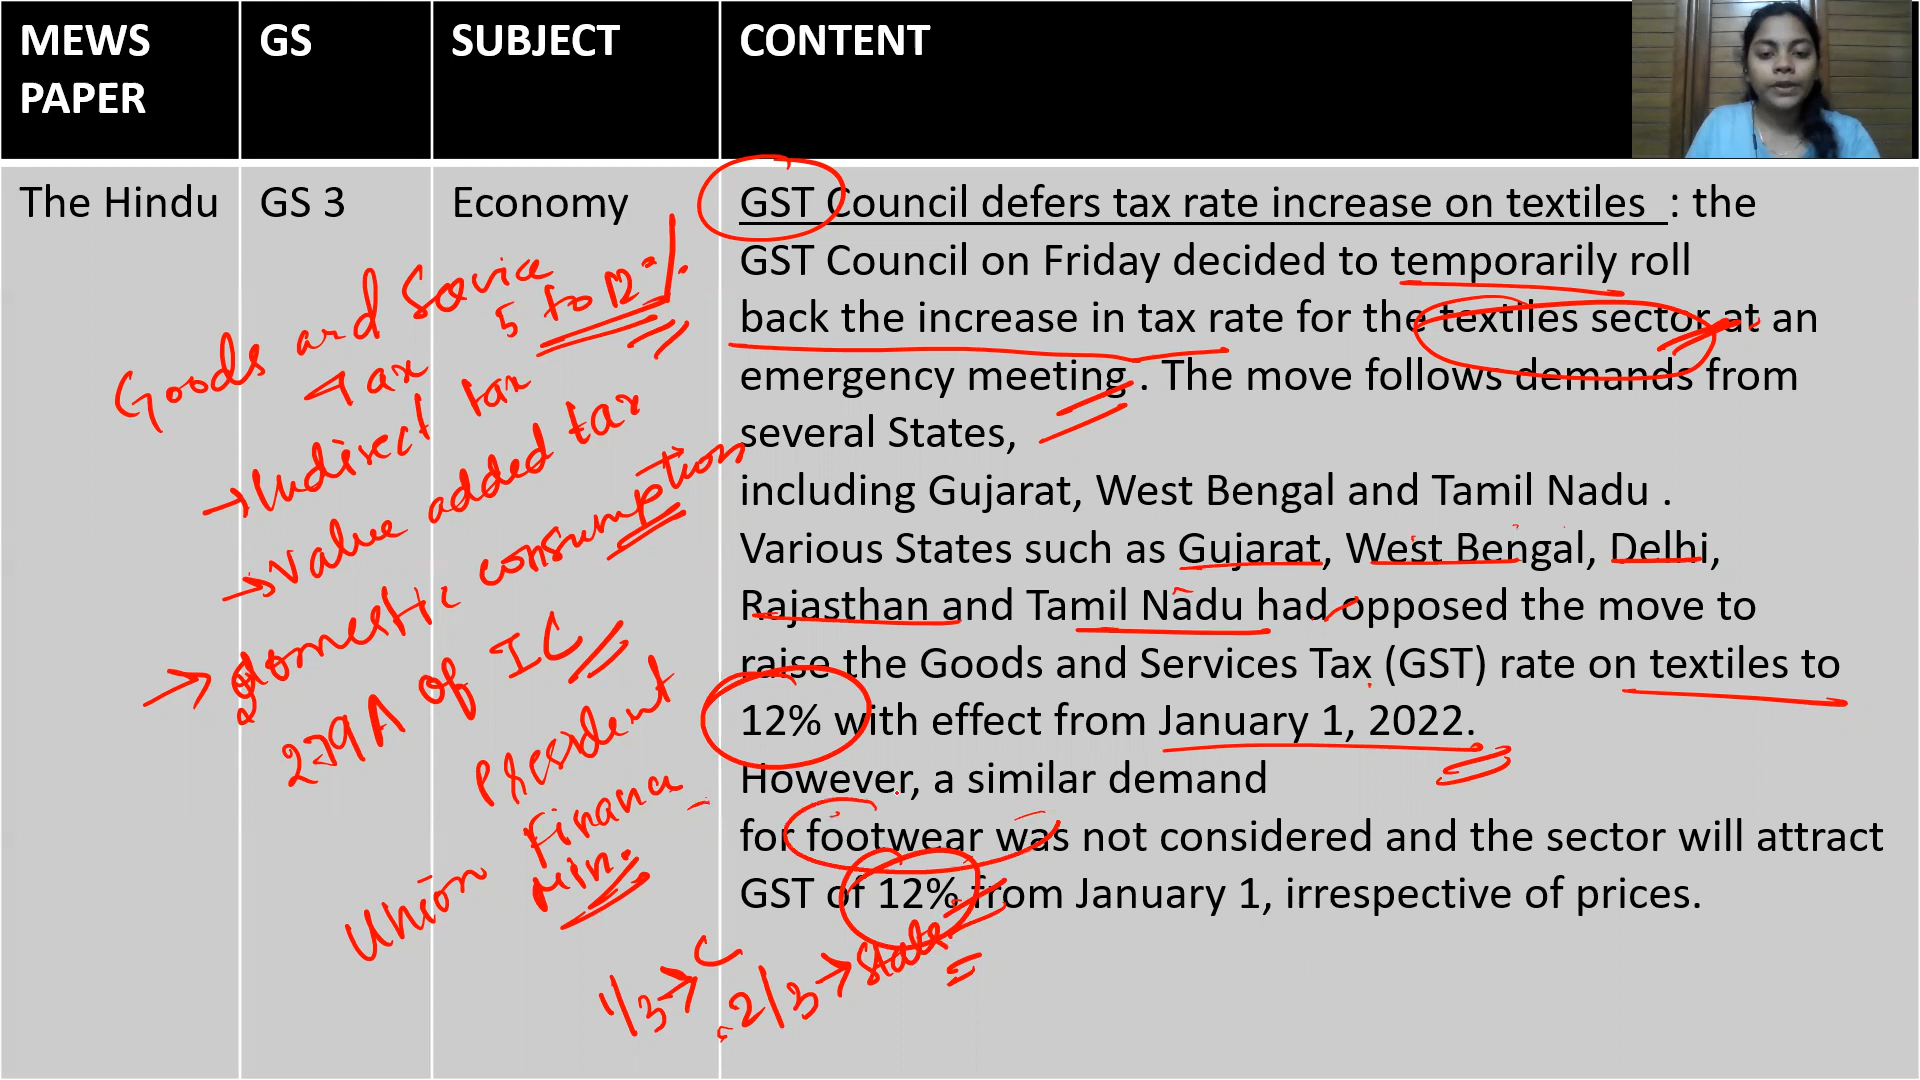 MEWS PAPER
GS
SUBJECT
CONTENT
The Hindu
GS 3
Economy
GST Council defers tax rate increase on textiles : the
GST Council on Friday decided to temporarily roll
back the increase in tax rate for the textiles sector at an
emergency meeting . The move follows demands from
several States,
including Gujarat, West Bengal and Tamil Nadu .
Various States such as Gujarat, West Bengal, Delhi,
Rajasthan and Tamil Nadu had opposed the move to
raise the Goods and Services Tax (GST) rate on textiles to
12% with effect from January 1, 2022.
However, a similar demand
for footwear was not considered and the sector will attract
GST of 12% from January 1, irrespective of prices.
Goods and Service
Tax
5 to 12%
→ Indirect tax
→ Value added tax
→ domestic consumption
279A of IC
President
Union Finance
Min.
1/3 → C
2/3 → State